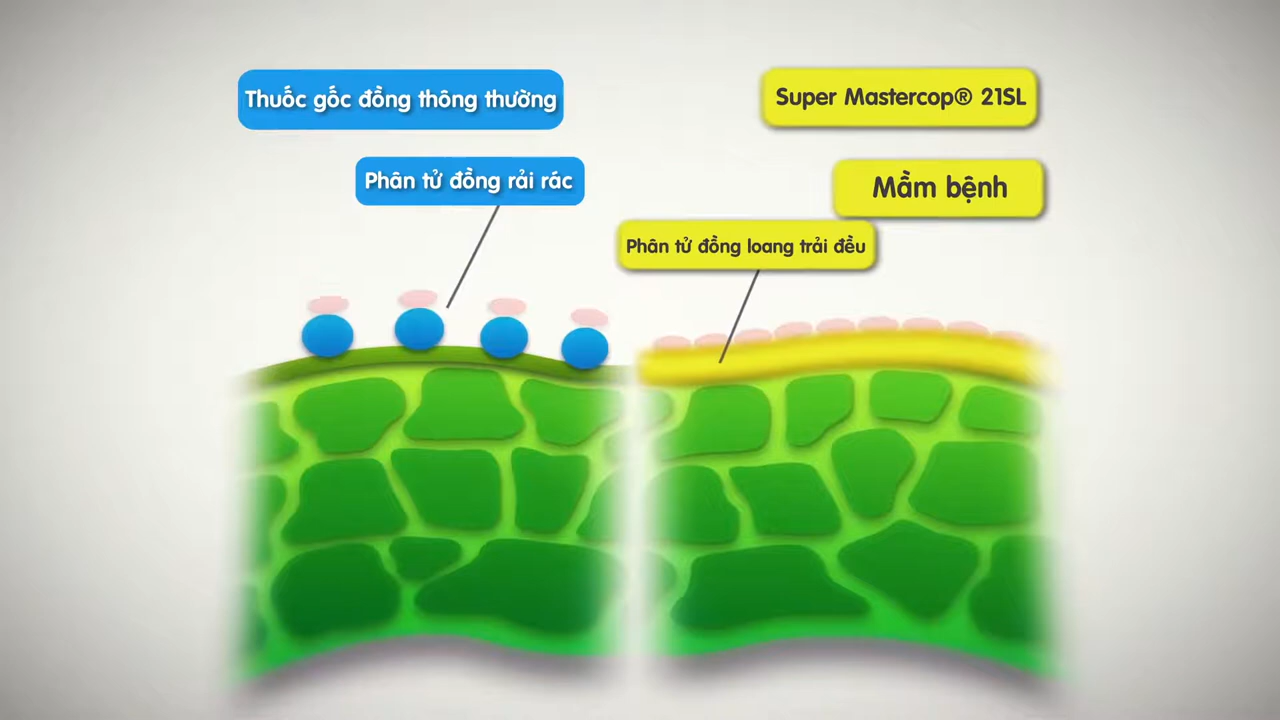 Thuốc gốc đồng thông thường
Super Mastercop® 21SL
Phân tử đồng rải rác
Mầm bệnh
Phân tử đồng loang trải đều